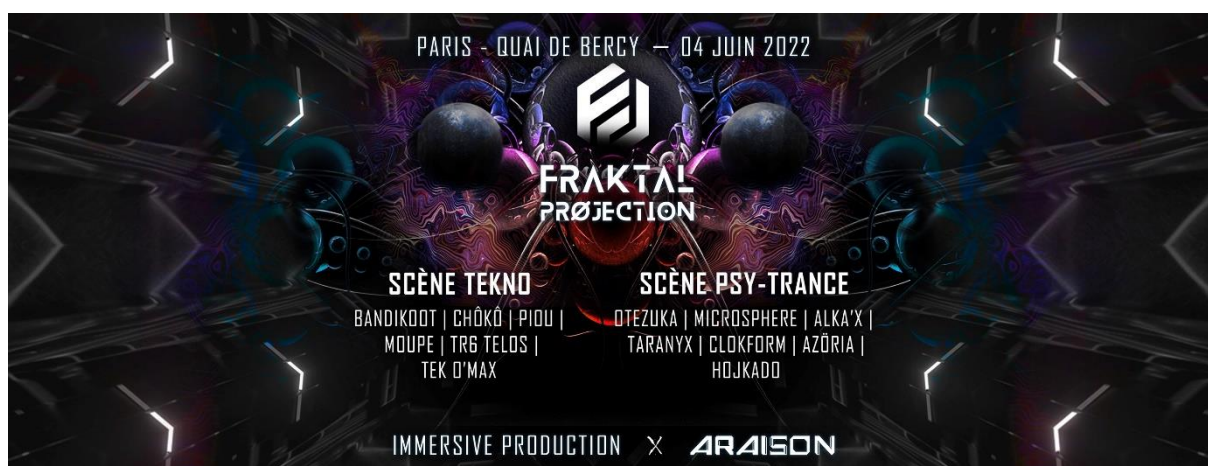 PARIS - QUAI DE BERCY — 04 JUIN 2022
FRAKTAL
PRØJECTION
SCÈNE TEKNO
BANDIKOOT | CHÔKÔ | PIOU |
MOUPE | TR6 TELOS |
TEK O'MAX
SCÈNE PSY-TRANCE
OTEZUKA | MICROSPHERE | ALKA'X |
TARANYX | CLOKFORM | AZÖRIA |
HOJKADO
IMMERSIVE PRODUCTION X ARAISON